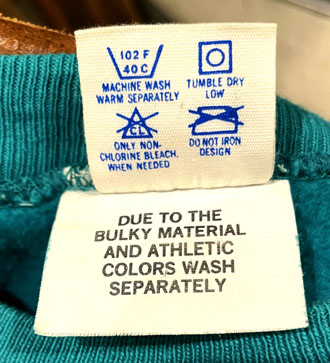 102 F
40 C
MACHINE WASH
WARM SEPARATELY
TUMBLE DRY
LOW
CL
ONLY NON-
CHLORINE BLEACH,
WHEN NEEDED
DO NOT IRON
DESIGN
DUE TO THE
BULKY MATERIAL
AND ATHLETIC
COLORS WASH
SEPARATELY